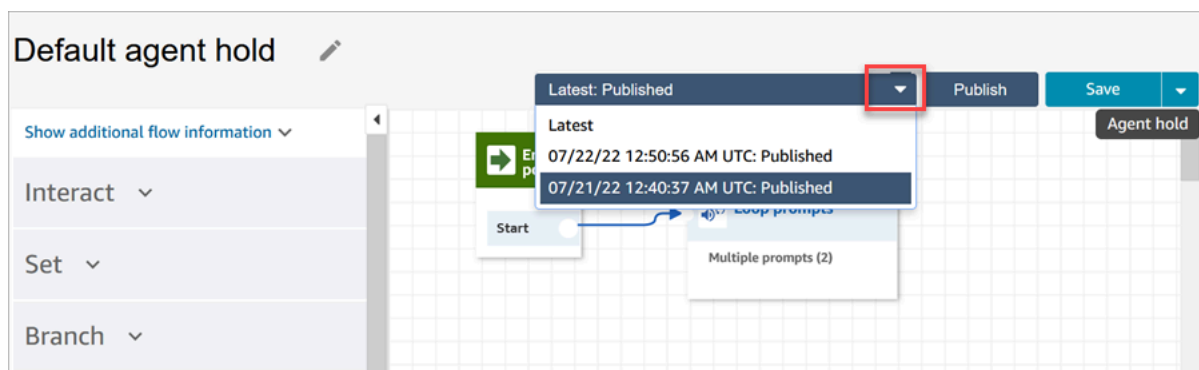 Default agent hold
Latest: Published
Publish
Save
Agent hold
Show additional flow information
Latest
07/22/22 12:50:56 AM UTC: Published
07/21/22 12:40:37 AM UTC: Published
Interact
Set
Branch
Start
Loop prompts
Multiple prompts (2)